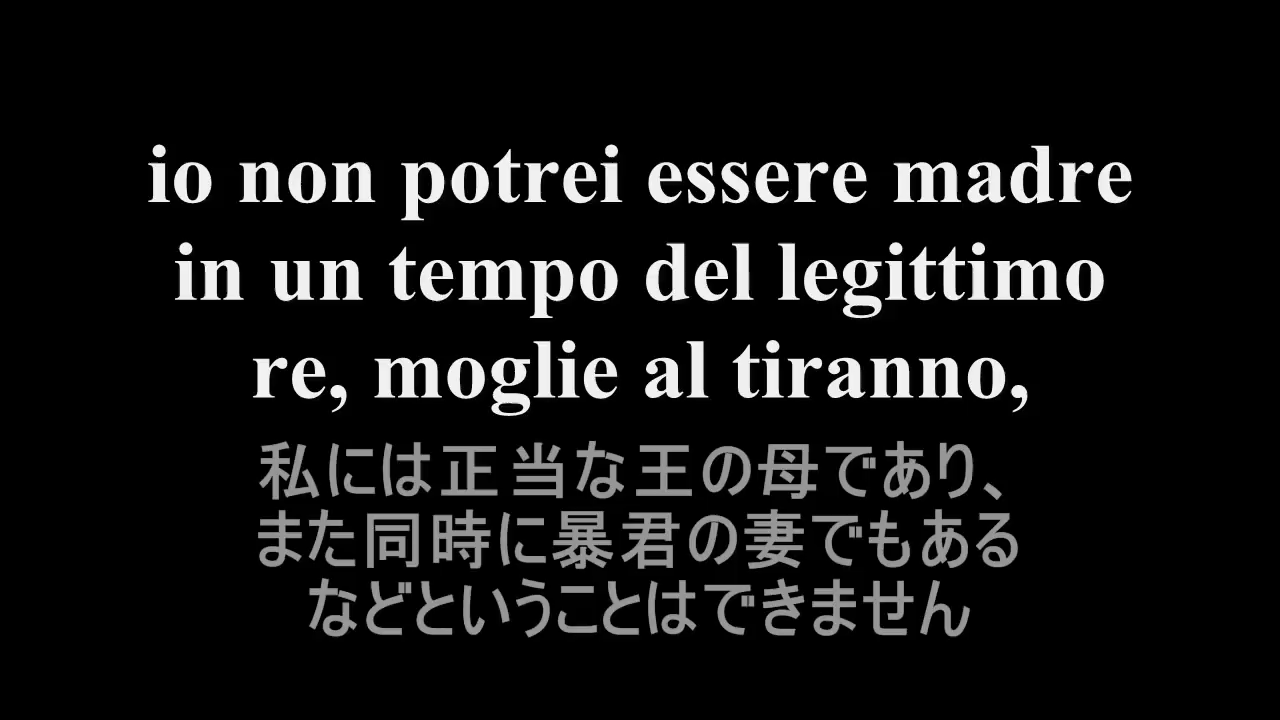 io non potrei essere madre
in un tempo del legittimo
re, moglie al tiranno,
私には正当な王の母であり、
また同時に暴君の妻でもある
などということはできません